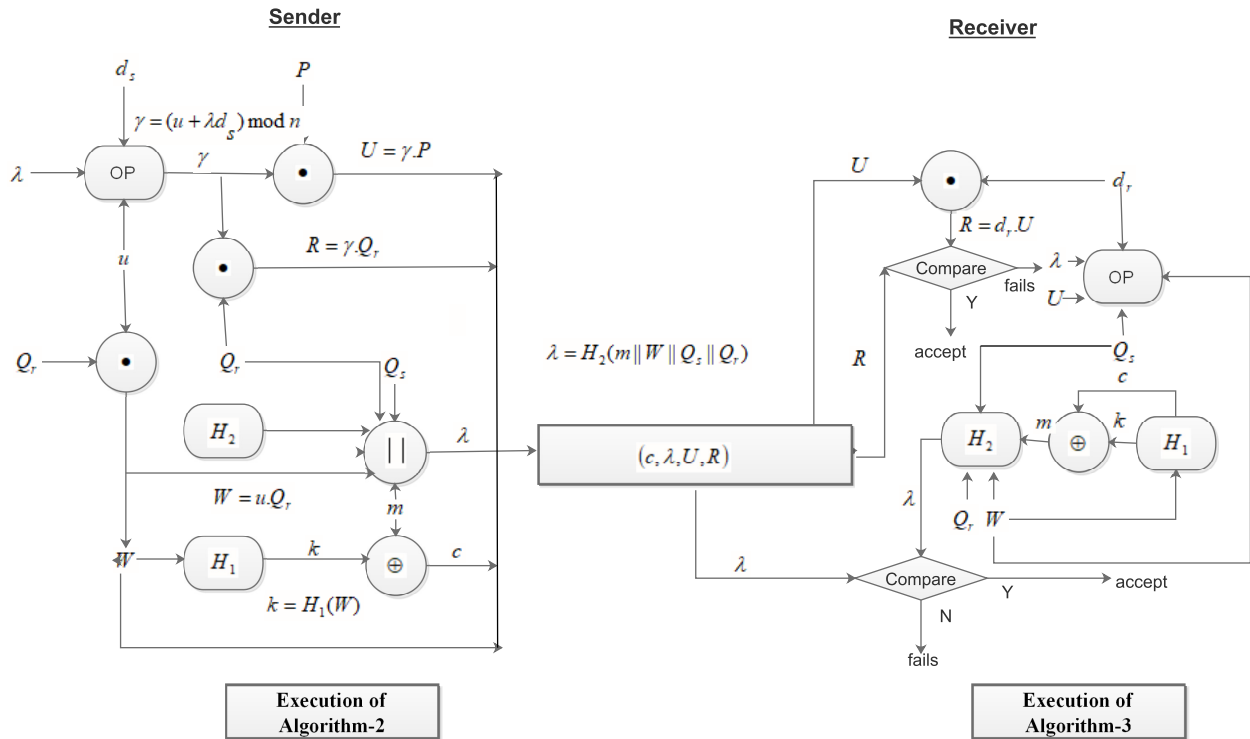 Sender
Receiver
d_s
P
γ = (u + λd_s) mod n
U = γ.P
λ
OP
γ
•
U
•
d_r
R = d_r.U
u
•
R = γ.Q_r
Compare
fails
λ
OP
U
Y
accept
Q_r
•
Q_r
Q_s
λ = H_2(m || W || Q_s || Q_r)
R
Q_s
c
H_2
||
λ
(c, λ, U, R)
H_2
m
⊕
k
H_1
W = u.Q_r
m
λ
Q_r
W
W
H_1
k
⊕
c
λ
Compare
Y
accept
k = H_1(W)
N
fails
Execution of
Algorithm-2
Execution of
Algorithm-3